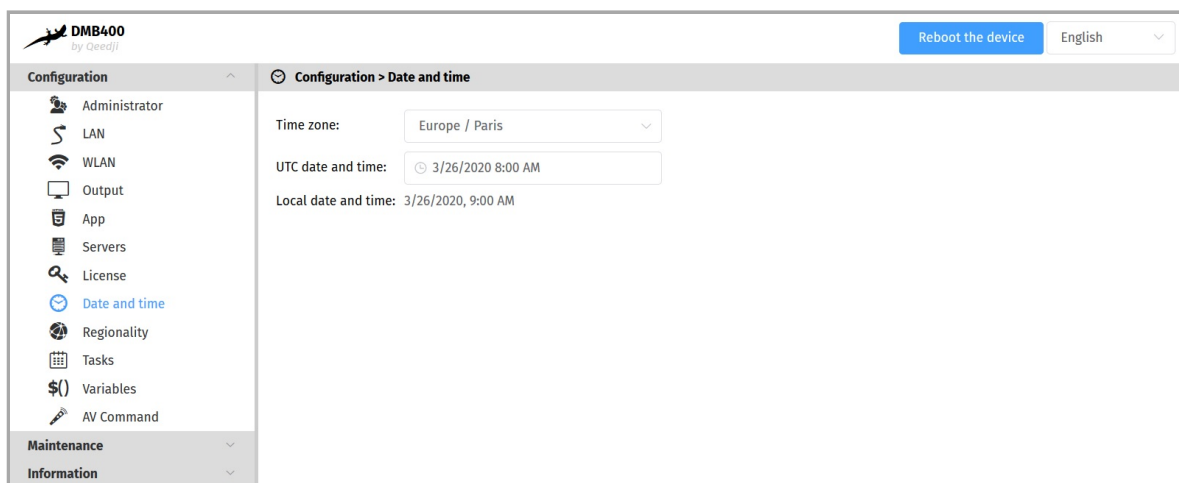 DMB400
by Qeedji
Reboot the device
English
Configuration
Administrator
LAN
WLAN
Output
App
Servers
License
Date and time
Regionality
Tasks
$() Variables
AV Command
Maintenance
Information
Configuration > Date and time
Time zone: Europe / Paris
UTC date and time: 3/26/2020 8:00 AM
Local date and time: 3/26/2020, 9:00 AM